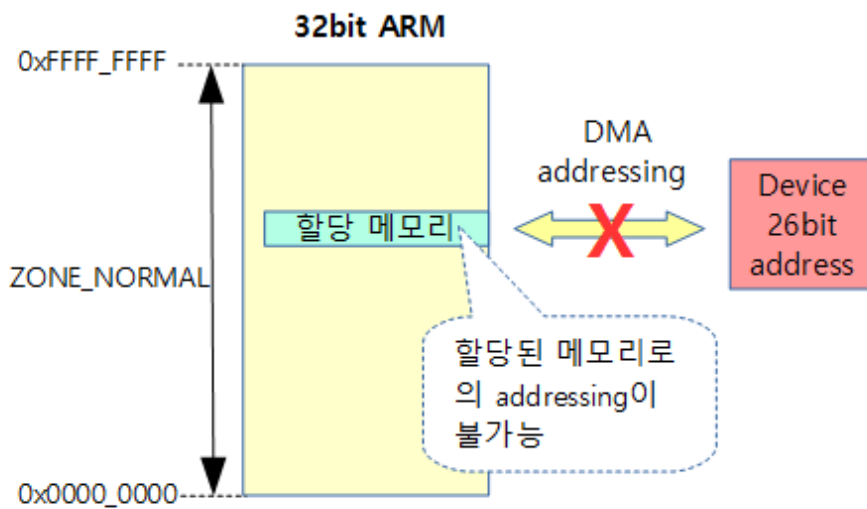 32bit ARM
0xFFFF_FFFF
DMA
addressing
Device
26bit
address
할당 메모리
X
ZONE_NORMAL
할당된 메모리로
의 addressing이
불가능
0x0000_0000